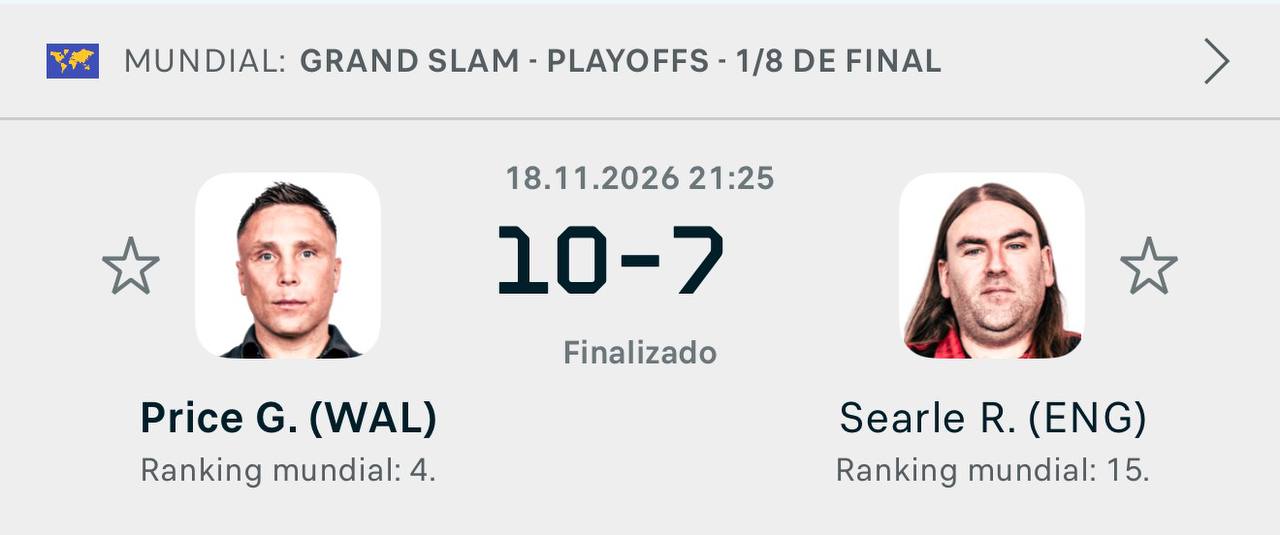 MUNDIAL: GRAND SLAM - PLAYOFFS - 1/8 DE FINAL
18.11.2026 21:25
10-7
Finalizado
Price G. (WAL)
Ranking mundial: 4.
Searle R. (ENG)
Ranking mundial: 15.